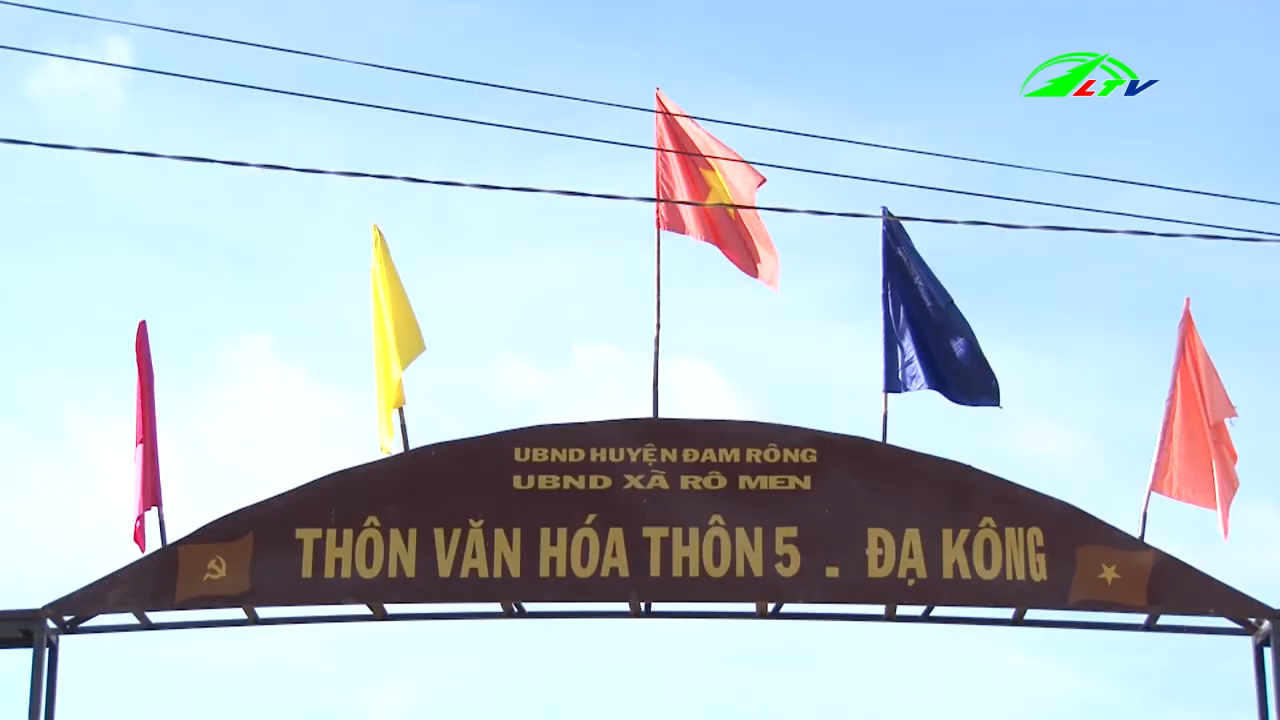 LTV
UBND HUYỆN ĐAM RÔNG
UBND XÃ RÔ MEN
THÔN VĂN HÓA THÔN 5 . ĐẠ KÔNG